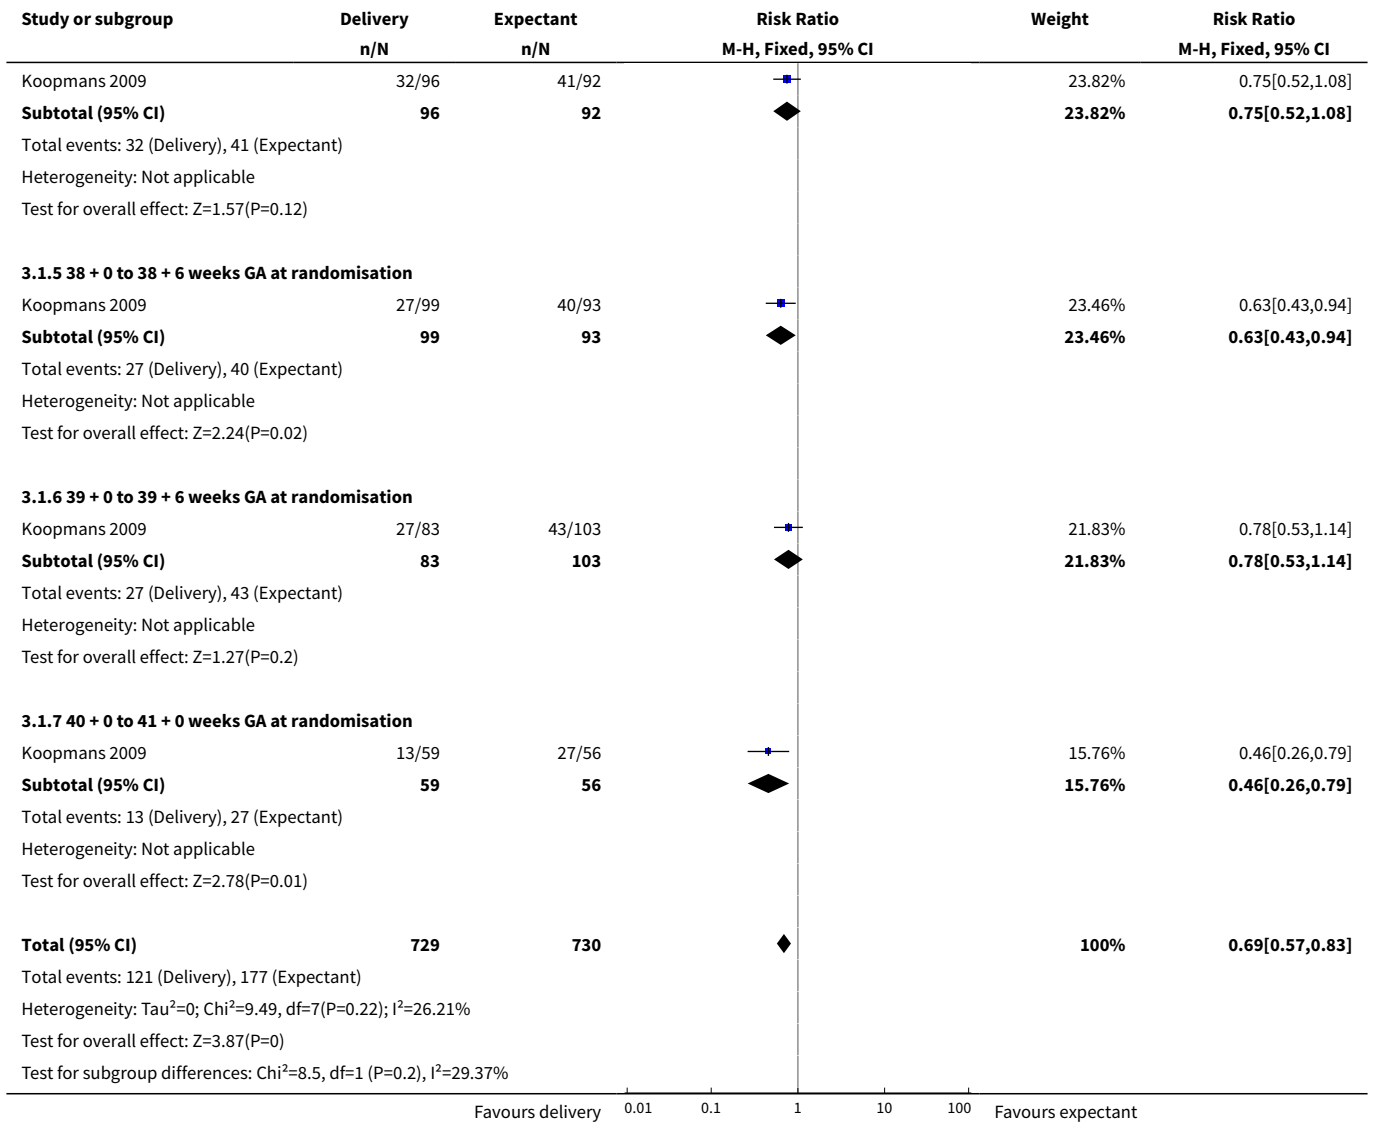 Study or subgroup Delivery Expectant Risk Ratio Weight Risk Ratio
n/N n/N M-H, Fixed, 95% CI M-H, Fixed, 95% CI
Koopmans 2009 32/96 41/92 23.82% 0.75[0.52,1.08]
Subtotal (95% CI) 96 92 23.82% 0.75[0.52,1.08]
Total events: 32 (Delivery), 41 (Expectant)
Heterogeneity: Not applicable
Test for overall effect: Z=1.57(P=0.12)
3.1.5 38 + 0 to 38 + 6 weeks GA at randomisation
Koopmans 2009 27/99 40/93 23.46% 0.63[0.43,0.94]
Subtotal (95% CI) 99 93 23.46% 0.63[0.43,0.94]
Total events: 27 (Delivery), 40 (Expectant)
Heterogeneity: Not applicable
Test for overall effect: Z=2.24(P=0.02)
3.1.6 39 + 0 to 39 + 6 weeks GA at randomisation
Koopmans 2009 27/83 43/103 21.83% 0.78[0.53,1.14]
Subtotal (95% CI) 83 103 21.83% 0.78[0.53,1.14]
Total events: 27 (Delivery), 43 (Expectant)
Heterogeneity: Not applicable
Test for overall effect: Z=1.27(P=0.2)
3.1.7 40 + 0 to 41 + 0 weeks GA at randomisation
Koopmans 2009 13/59 27/56 15.76% 0.46[0.26,0.79]
Subtotal (95% CI) 59 56 15.76% 0.46[0.26,0.79]
Total events: 13 (Delivery), 27 (Expectant)
Heterogeneity: Not applicable
Test for overall effect: Z=2.78(P=0.01)
Total (95% CI) 729 730 100% 0.69[0.57,0.83]
Total events: 121 (Delivery), 177 (Expectant)
Heterogeneity: Tau²=0; Chi²=9.49, df=7(P=0.22); I²=26.21%
Test for overall effect: Z=3.87(P=0)
Test for subgroup differences: Chi²=8.5, df=1 (P=0.2), I²=29.37%
Favours delivery 0.01 0.1 1 10 100 Favours expectant